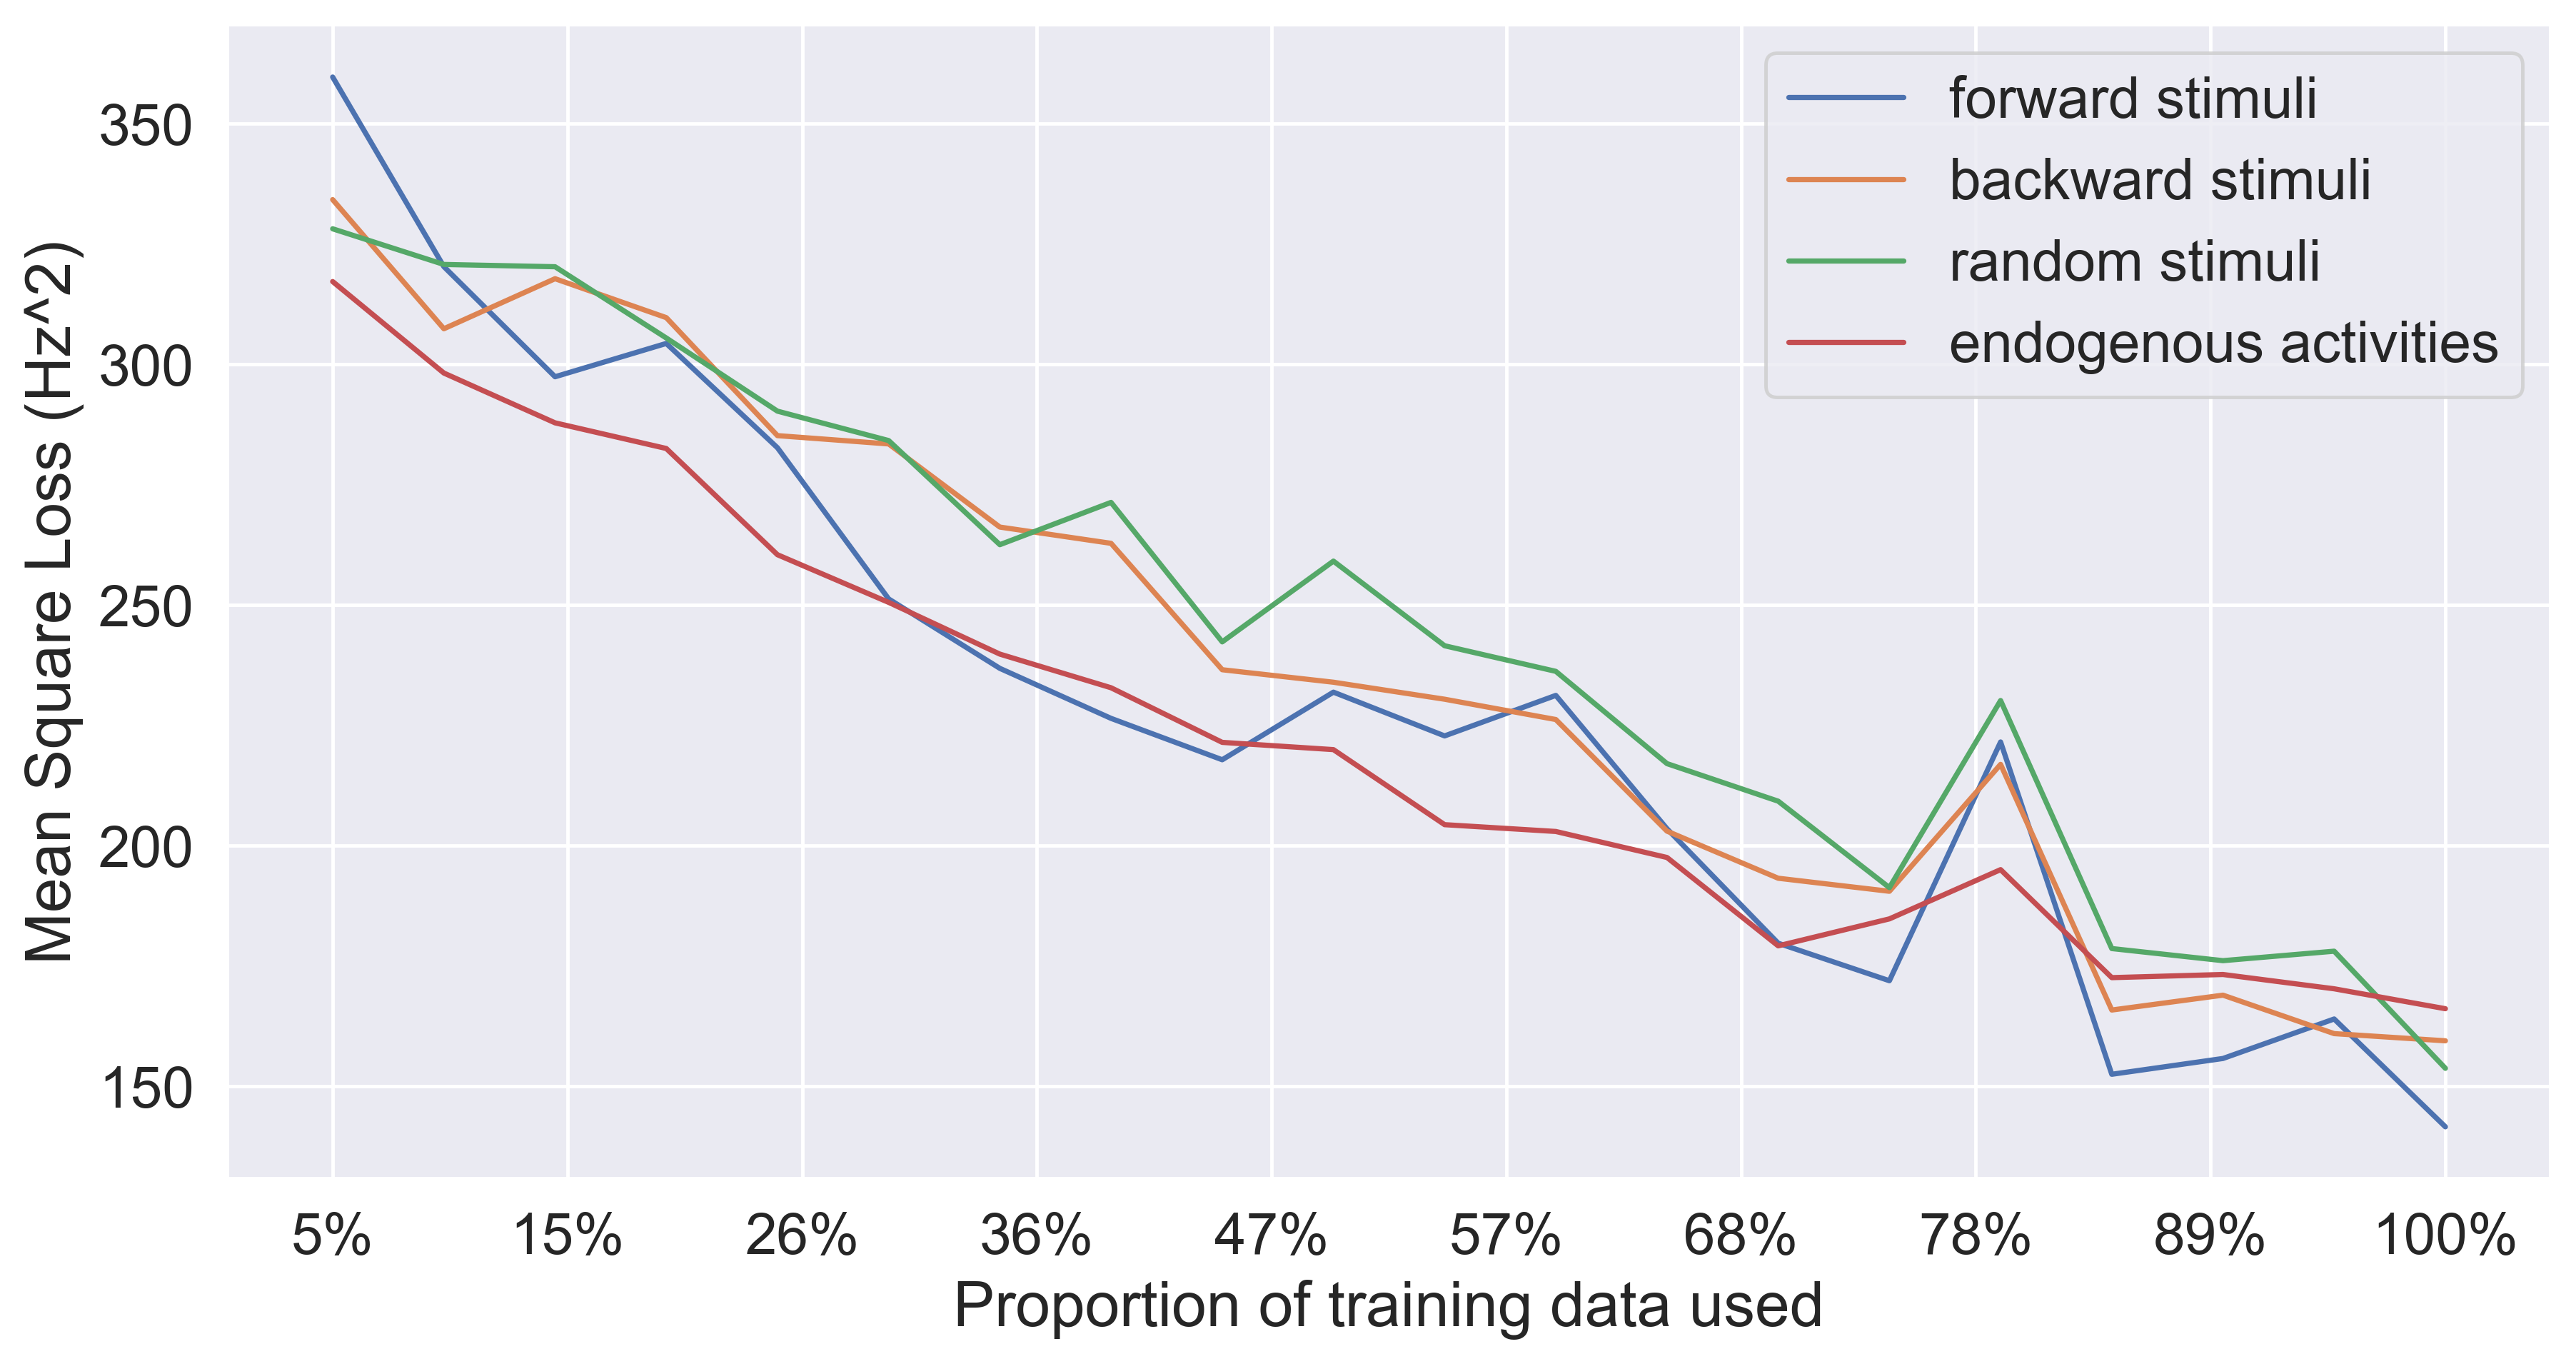 Mean Square Loss (Hz^2)
350
300
250
200
150
forward stimuli
backward stimuli
random stimuli
endogenous activities
5% 15% 26% 36% 47% 57% 68% 78% 89% 100%
Proportion of training data used